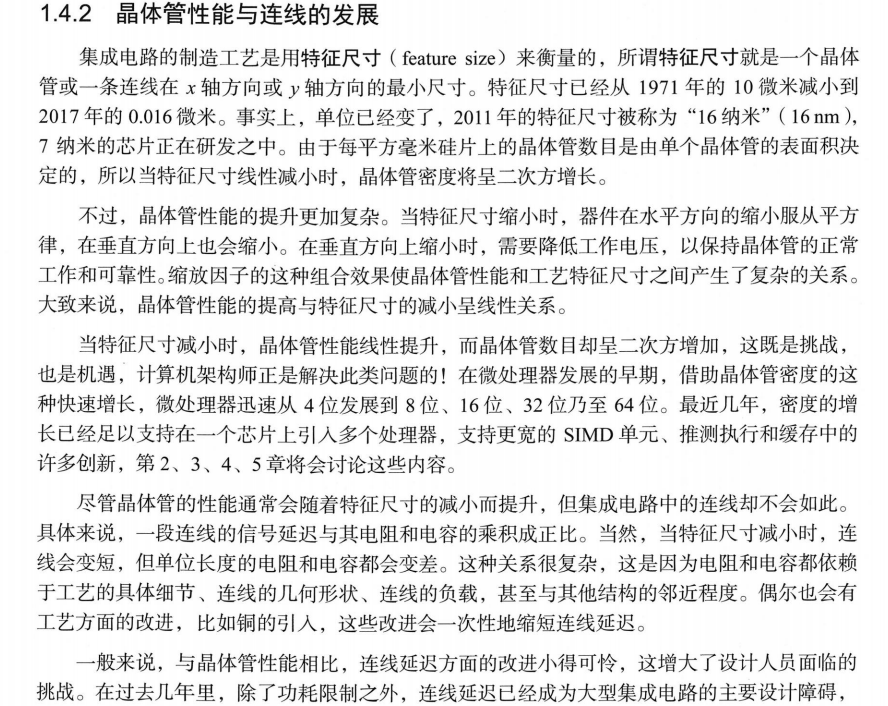 1.4.2 晶体管性能与连线的发展
集成电路的制造工艺是用特征尺寸（feature size）来衡量的，所谓特征尺寸就是一个晶体
管或一条连线在 x 轴方向或 y 轴方向的最小尺寸。特征尺寸已经从 1971 年的 10 微米减小到
2017 年的 0.016 微米。事实上，单位已经变了，2011 年的特征尺寸被称为“16 纳米”（16 nm），
7 纳米的芯片正在研发之中。由于每平方毫米硅片上的晶体管数目是由单个晶体管的表面积决
定的，所以当特征尺寸线性减小时，晶体管密度将呈二次方增长。
不过，晶体管性能的提升更加复杂。当特征尺寸缩小时，器件在水平方向的缩小服从平方
律，在垂直方向上也会缩小。在垂直方向上缩小时，需要降低工作电压，以保持晶体管的正常
工作和可靠性。缩放因子的这种组合效果使晶体管性能和工艺特征尺寸之间产生了复杂的关系。
大致来说，晶体管性能的提高与特征尺寸的减小呈线性关系。
当特征尺寸减小时，晶体管性能线性提升，而晶体管数目却呈二次方增加，这既是挑战，
也是机遇，计算机架构师正是解决此类问题的！在微处理器发展的早期，借助晶体管密度的这
种快速增长，微处理器迅速从 4 位发展到 8 位、16 位、32 位乃至 64 位。最近几年，密度的增
长已经足以支持在一个芯片上引入多个处理器，支持更宽的 SIMD 单元、推测执行和缓存中的
许多创新，第 2、3、4、5 章将会讨论这些内容。
尽管晶体管的性能通常会随着特征尺寸的减小而提升，但集成电路中的连线却不会如此。
具体来说，一段连线的信号延迟与其电阻和电容的乘积成正比。当然，当特征尺寸减小时，连
线会变短，但单位长度的电阻和电容都会变差。这种关系很复杂，这是因为电阻和电容都依赖
于工艺的具体细节、连线的几何形状、连线的负载，甚至与其他结构的邻近程度。偶尔也会有
工艺方面的改进，比如铜的引入，这些改进会一次性地缩短连线延迟。
一般来说，与晶体管性能相比，连线延迟方面的改进小得可怜，这增大了设计人员面临的
挑战。在过去几年里，除了功耗限制之外，连线延迟已经成为大型集成电路的主要设计障碍，